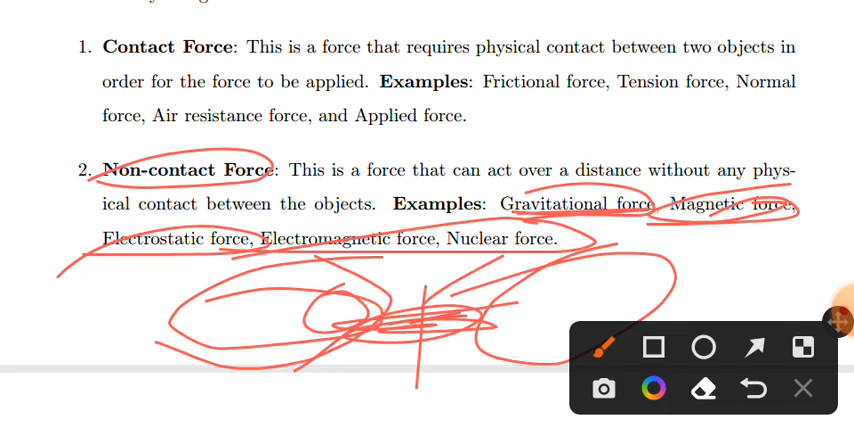 1. Contact Force: This is a force that requires physical contact between two objects in
order for the force to be applied. Examples: Frictional force, Tension force, Normal
force, Air resistance force, and Applied force.
2. Non-contact Force: This is a force that can act over a distance without any phys-
ical contact between the objects. Examples: Gravitational force, Magnetic force,
Electrostatic force, Electromagnetic force, Nuclear force.